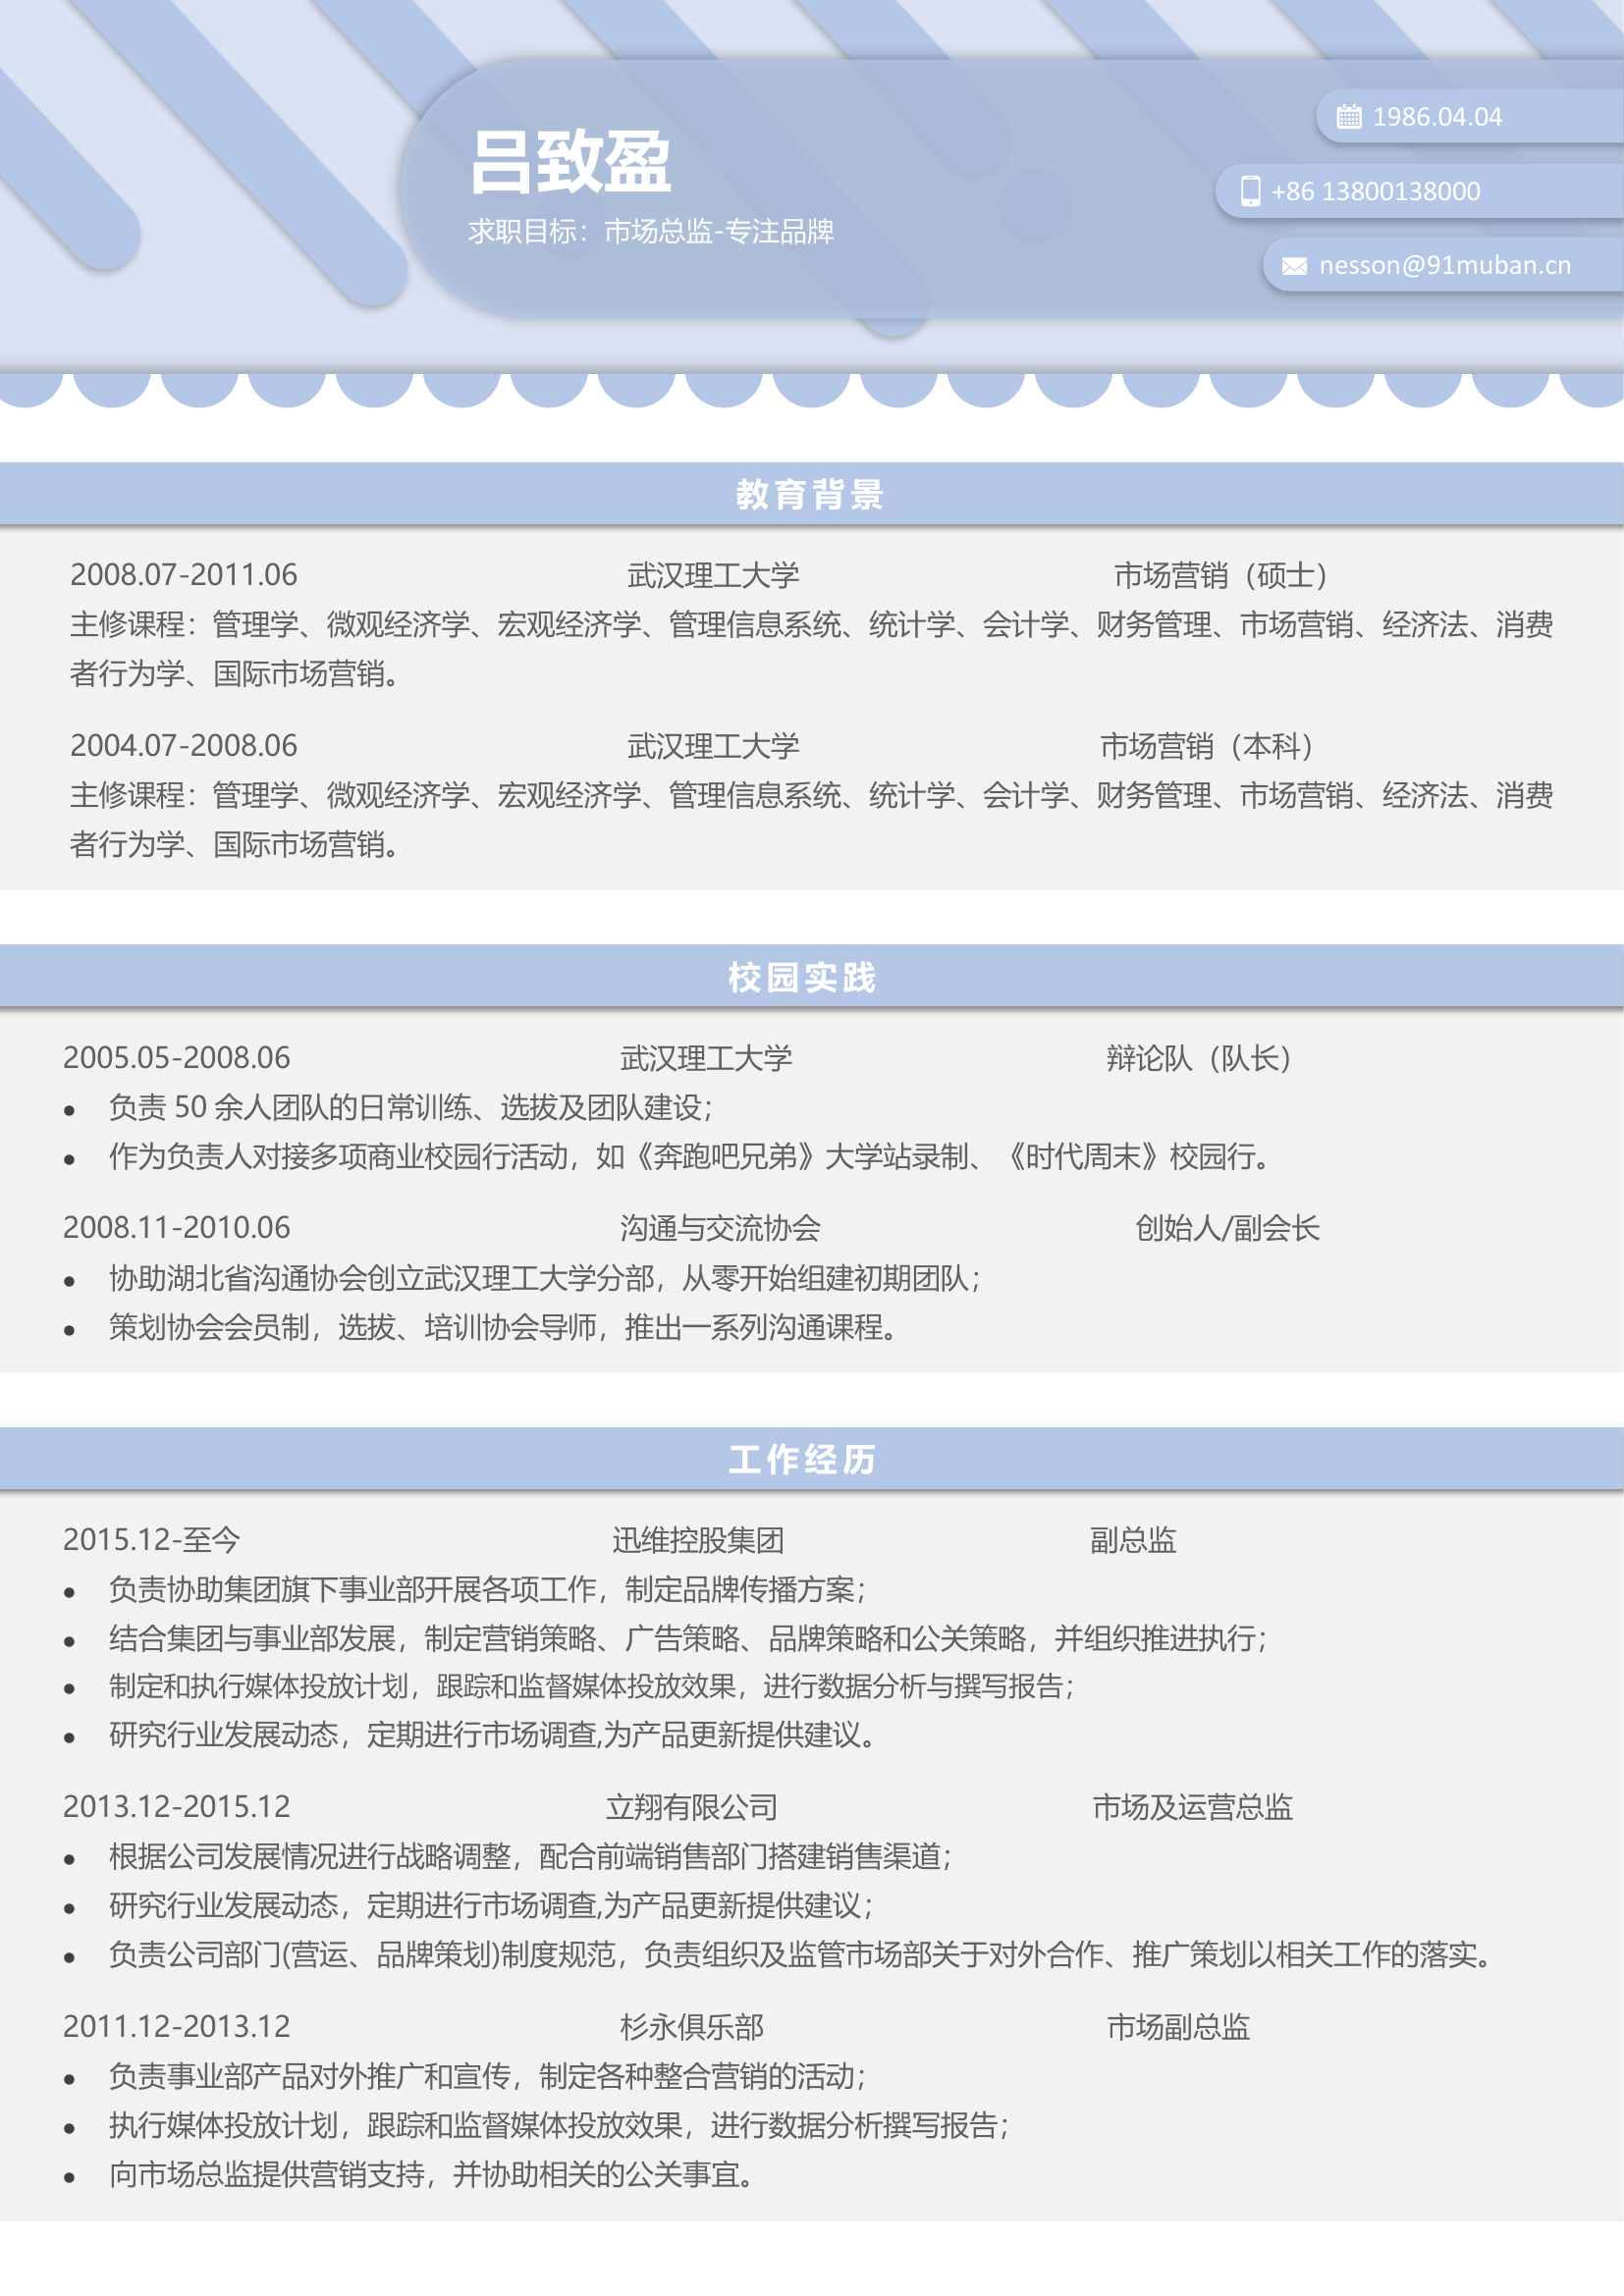 吕致盈
求职目标：市场总监-专注品牌
1986.04.04
+86 13800138000
nesson@91muban.cn
教育背景
2008.07-2011.06 武汉理工大学 市场营销（硕士）
主修课程：管理学、微观经济学、宏观经济学、管理信息系统、统计学、会计学、财务管理、市场营销、经济法、消费
者行为学、国际市场营销。
2004.07-2008.06 武汉理工大学 市场营销（本科）
主修课程：管理学、微观经济学、宏观经济学、管理信息系统、统计学、会计学、财务管理、市场营销、经济法、消费
者行为学、国际市场营销。
校园实践
2005.05-2008.06 武汉理工大学 辩论队（队长）
● 负责 50 余人团队的日常训练、选拔及团队建设；
● 作为负责人对接多项商业校园行活动，如《奔跑吧兄弟》大学站录制、《时代周末》校园行。
2008.11-2010.06 沟通与交流协会 创始人/副会长
● 协助湖北省沟通协会创立武汉理工大学分部，从零开始组建初期团队；
● 策划协会会员制，选拔、培训协会导师，推出一系列沟通课程。
工作经历
2015.12-至今 迅维控股集团 副总监
● 负责协助集团旗下事业部开展各项工作，制定品牌传播方案；
● 结合集团与事业部发展，制定营销策略、广告策略、品牌策略和公关策略，并组织推进执行；
● 制定和执行媒体投放计划，跟踪和监督媒体投放效果，进行数据分析与撰写报告；
● 研究行业发展动态，定期进行市场调查,为产品更新提供建议。
2013.12-2015.12 立翔有限公司 市场及运营总监
● 根据公司发展情况进行战略调整，配合前端销售部门搭建销售渠道；
● 研究行业发展动态，定期进行市场调查,为产品更新提供建议；
● 负责公司部门(营运、品牌策划)制度规范，负责组织及监管市场部关于对外合作、推广策划以相关工作的落实。
2011.12-2013.12 杉永俱乐部 市场副总监
● 负责事业部产品对外推广和宣传，制定各种整合营销的活动；
● 执行媒体投放计划，跟踪和监督媒体投放效果，进行数据分析撰写报告；
● 向市场总监提供营销支持，并协助相关的公关事宜。